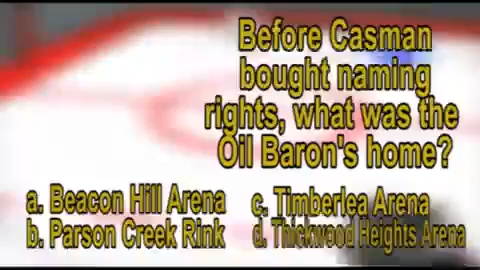 Before Casman
bought naming
rights, what was the
Oil Baron's home?
a. Beacon Hill Arena
b. Parson Creek Rink
c. Timberlea Arena
d. Thickwood Heights Arena